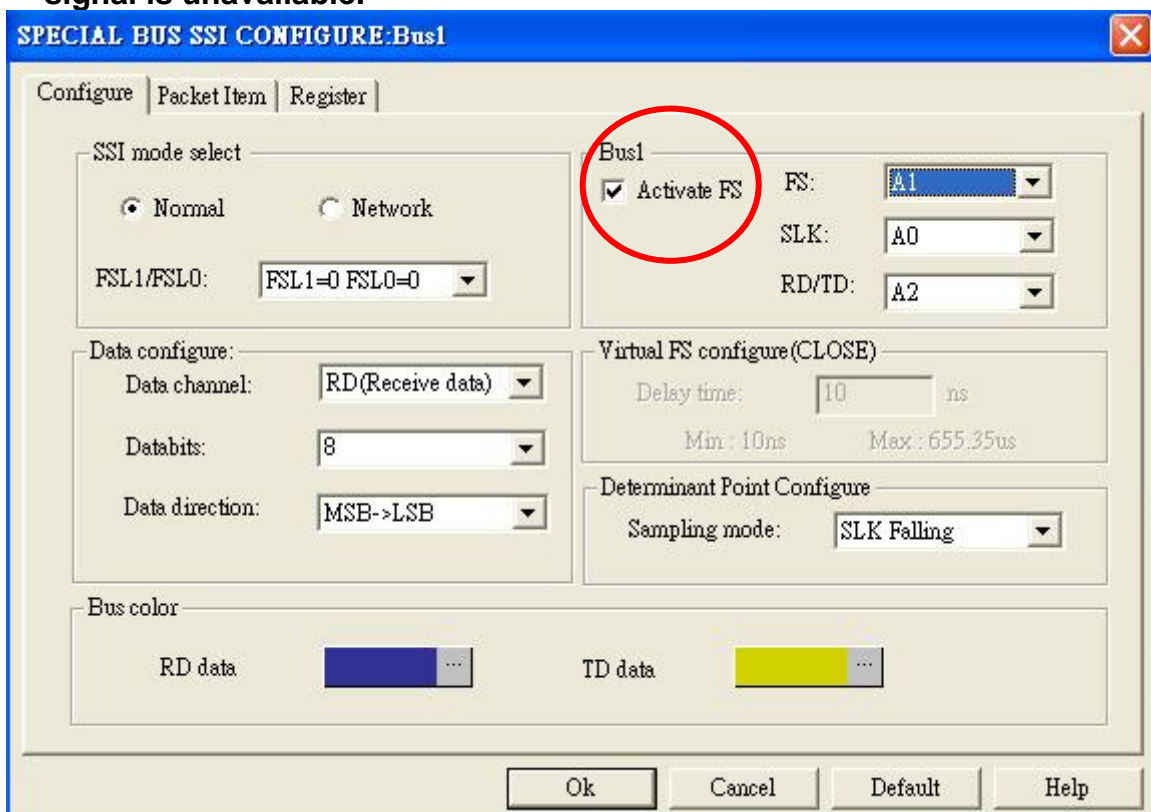 signal is unavailable.
SPECIAL BUS SSI CONFIGURE:Bus1
Configure Packet Item Register
SSI mode select
Normal Network
FSL1/FSL0: FSL1=0 FSL0=0
Bus1
Activate FS FS: A1
SLK: A0
RD/TD: A2
Data configure:
Data channel: RD(Receive data)
Databits: 8
Data direction: MSB->LSB
Virtual FS configure(CLOSE)
Delay time: 10 ns
Min : 10ns Max : 655.35us
Determinant Point Configure
Sampling mode: SLK Falling
Bus color
RD data ... TD data ...
Ok Cancel Default Help